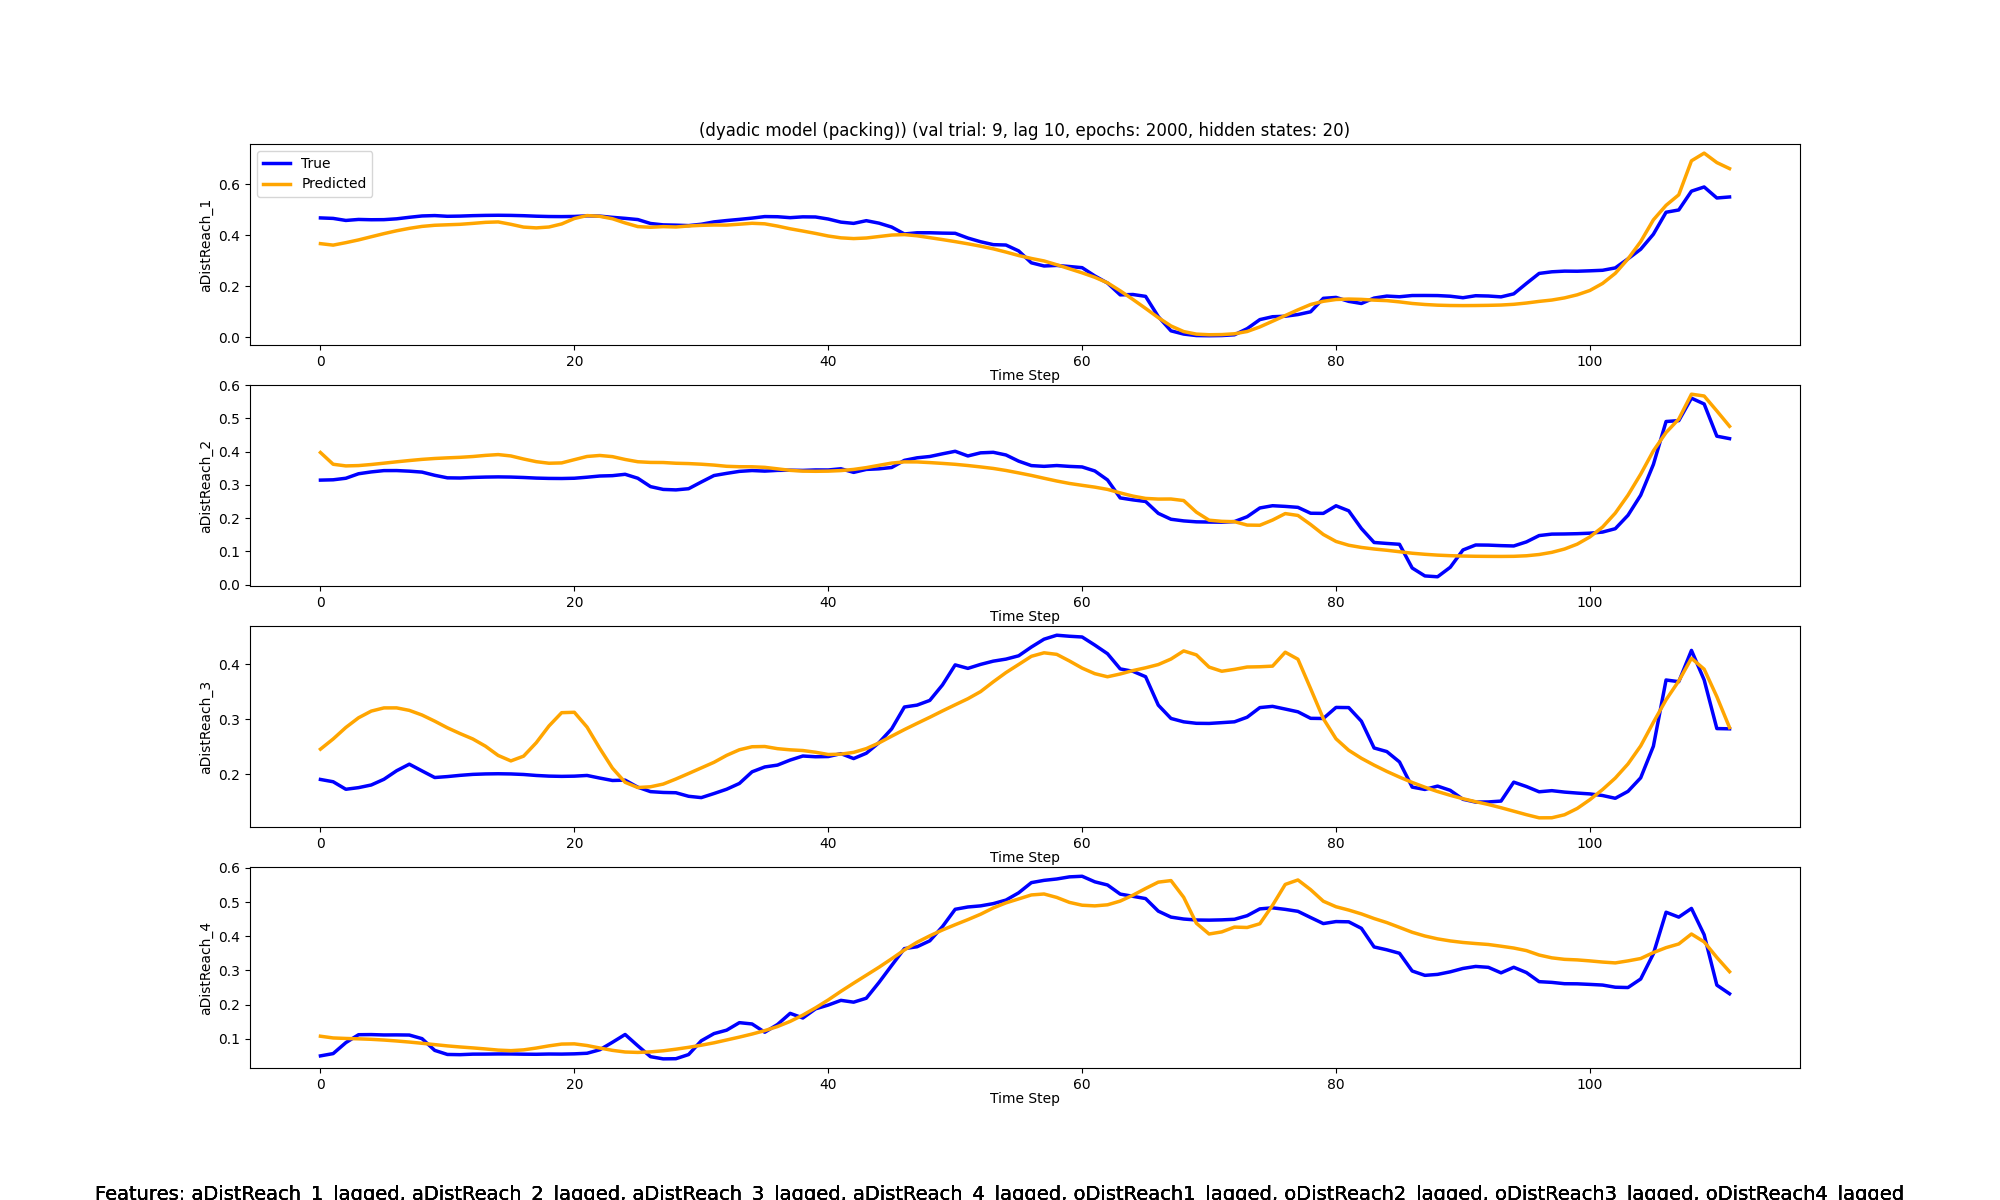 (dyadic model (packing)) (val trial: 9, lag 10, epochs: 2000, hidden states: 20)
True
Predicted
aDistReach_1
0.6
0.4
0.2
0.0
0 20 40 60 80 100
Time Step
aDistReach_2
0.6
0.5
0.4
0.3
0.2
0.1
0.0
0 20 40 60 80 100
Time Step
aDistReach_3
0.4
0.3
0.2
0 20 40 60 80 100
Time Step
aDistReach_4
0.6
0.5
0.4
0.3
0.2
0.1
0 20 40 60 80 100
Time Step
Features: aDistReach_1_lagged, aDistReach_2_lagged, aDistReach_3_lagged, aDistReach_4_lagged, oDistReach1_lagged, oDistReach2_lagged, oDistReach3_lagged, oDistReach4_lagged